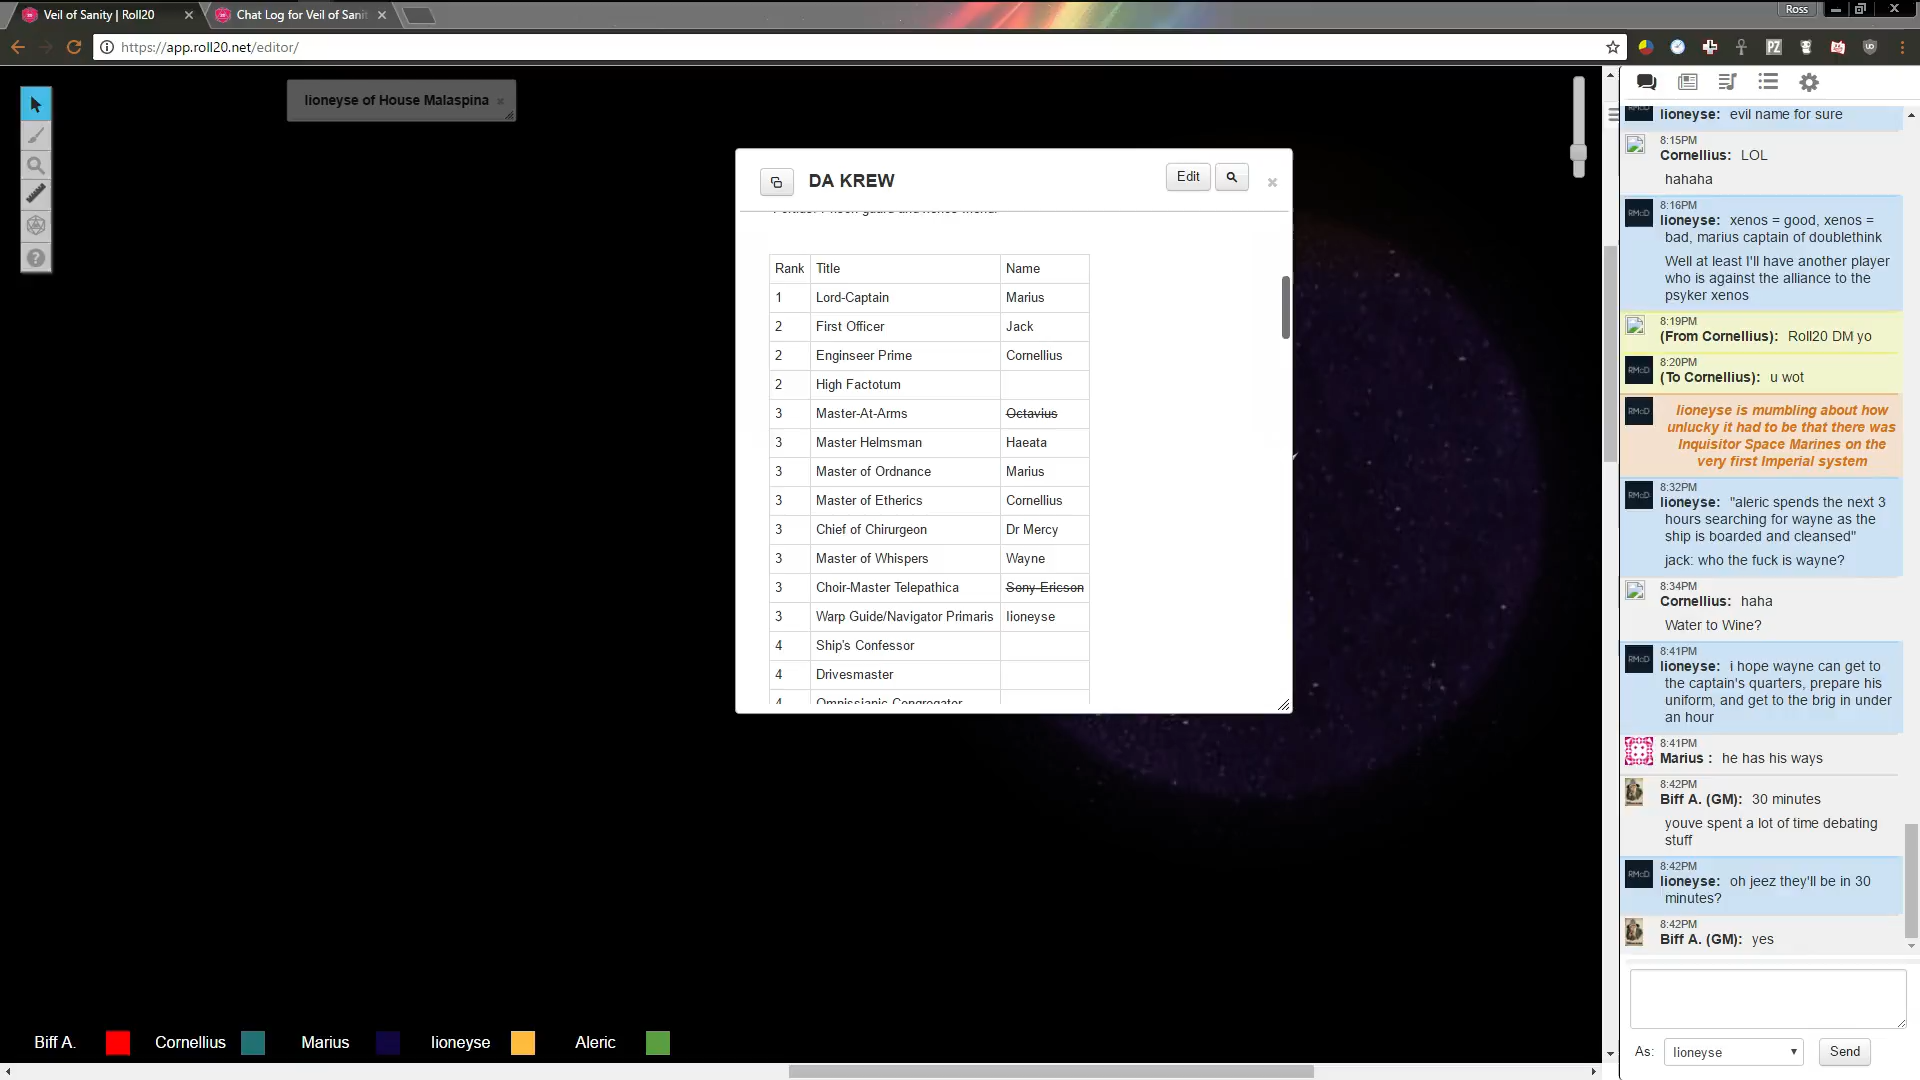 Veil of Sanity | Roll20
Chat Log for Veil of Sanit
Ross
https://app.roll20.net/editor/
lioneyse of House Malaspina
DA KREW
Edit
Rank Title Name
1 Lord-Captain Marius
2 First Officer Jack
2 Enginseer Prime Cornellius
2 High Factotum
3 Master-At-Arms Octavius
3 Master Helmsman Haeata
3 Master of Ordnance Marius
3 Master of Etherics Cornellius
3 Chief of Chirurgeon Dr Mercy
3 Master of Whispers Wayne
3 Choir-Master Telepathica Sony-Ericson
3 Warp Guide/Navigator Primaris lioneyse
4 Ship's Confessor
4 Drivesmaster
4 Omnissianic Congregator
lioneyse: evil name for sure
8:15PM
Cornellius: LOL
hahaha
8:16PM
RMcD
lioneyse: xenos = good, xenos =
bad, marius captain of doublethink
Well at least I'll have another player
who is against the alliance to the
psyker xenos
8:19PM
(From Cornellius): Roll20 DM yo
8:20PM
RMcD
(To Cornellius): u wot
RMcD
lioneyse is mumbling about how
unlucky it had to be that there was
Inquisitor Space Marines on the
very first Imperial system
8:32PM
RMcD
lioneyse: "aleric spends the next 3
hours searching for wayne as the
ship is boarded and cleansed"
jack: who the fuck is wayne?
8:34PM
Cornellius: haha
Water to Wine?
8:41PM
RMcD
lioneyse: i hope wayne can get to
the captain's quarters, prepare his
uniform, and get to the brig in under
an hour
8:41PM
Marius : he has his ways
8:42PM
Biff A. (GM): 30 minutes
youve spent a lot of time debating
stuff
8:42PM
RMcD
lioneyse: oh jeez they'll be in 30
minutes?
8:42PM
Biff A. (GM): yes
As: lioneyse Send
Biff A. Cornellius Marius lioneyse Aleric